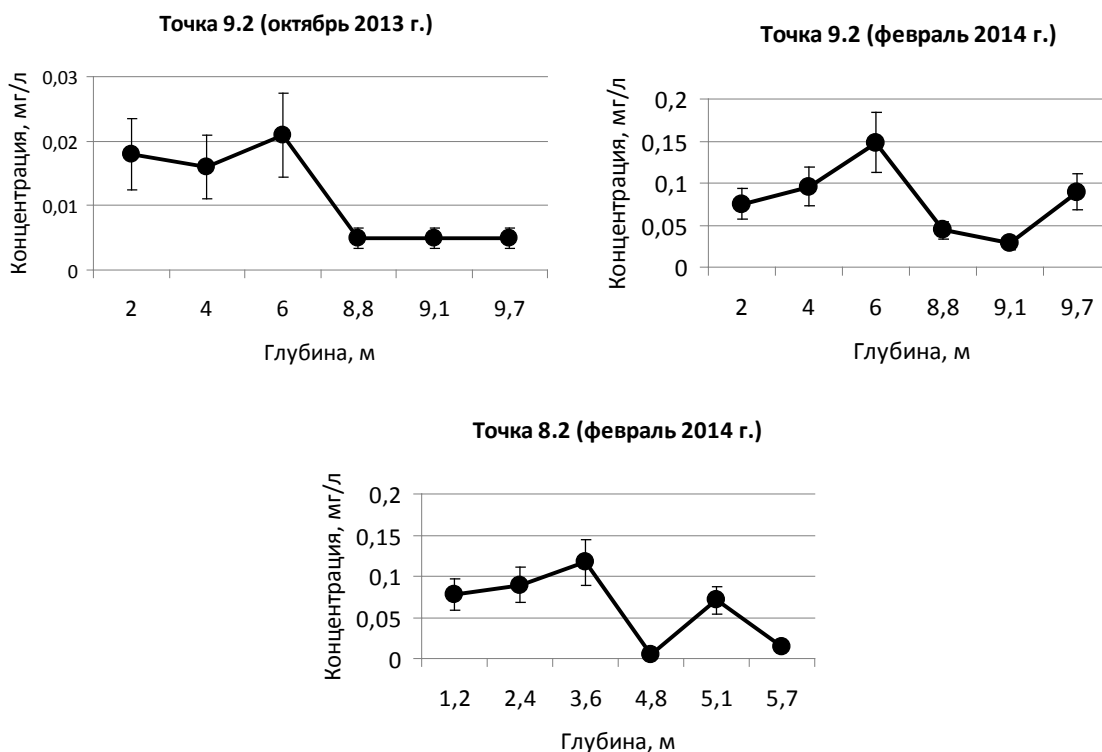 Точка 9.2 (октябрь 2013 г.)
Концентрация, мг/л
0,03
0,02
0,01
0
2 4 6 8,8 9,1 9,7
Глубина, м
Точка 9.2 (февраль 2014 г.)
Концентрация, мг/л
0,2
0,15
0,1
0,05
0
2 4 6 8,8 9,1 9,7
Глубина, м
Точка 8.2 (февраль 2014 г.)
Концентрация, мг/л
0,2
0,15
0,1
0,05
0
1,2 2,4 3,6 4,8 5,1 5,7
Глубина, м